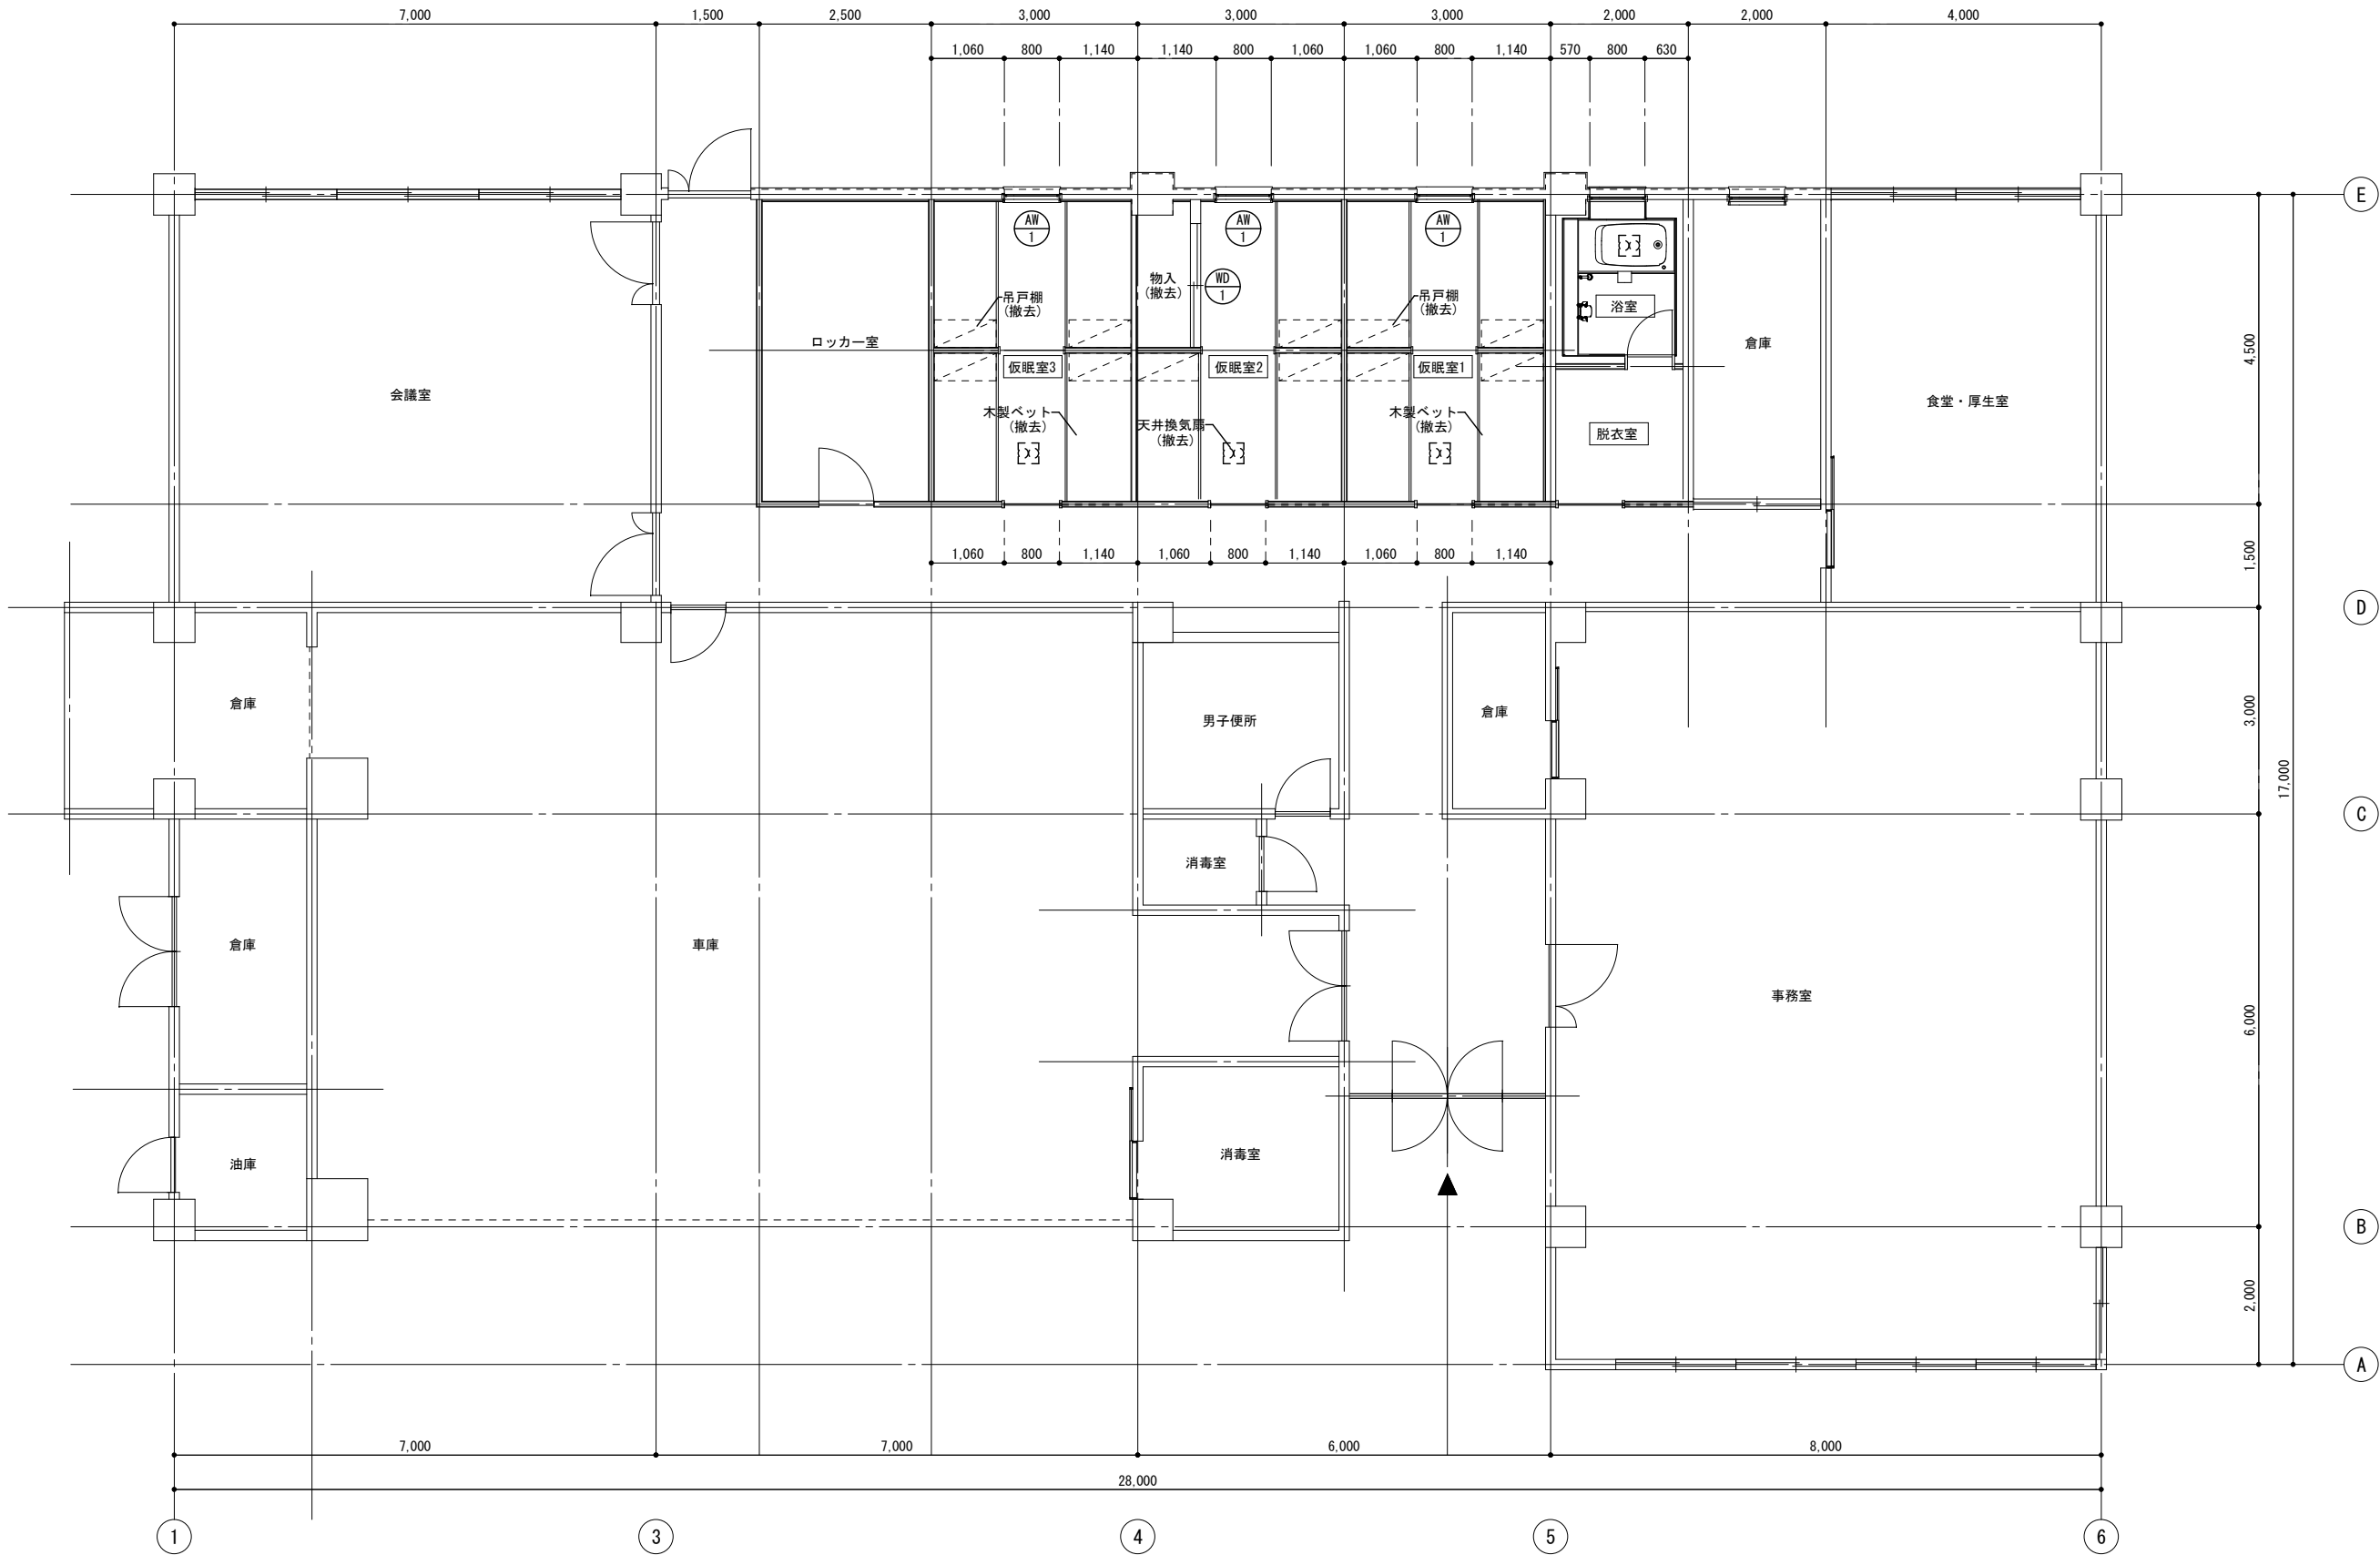 7,000
1,500
2,500
3,000
3,000
3,000
2,000
2,000
4,000
1,060
800
1,140
1,140
800
1,060
1,060
800
1,140
570
800
630
E
AW
1
AW
1
AW
1
物入
(撤去)
WD
1
吊戸棚
(撤去)
吊戸棚
(撤去)
浴室
ロッカー室
倉庫
4,500
仮眠室3
仮眠室2
仮眠室1
会議室
食堂・厚生室
木製ベット
(撤去)
天井換気扇
(撤去)
木製ベット
(撤去)
脱衣室
1,060
800
1,140
1,060
800
1,140
1,060
800
1,140
1,500
D
倉庫
男子便所
倉庫
3,000
17,000
C
消毒室
倉庫
車庫
事務室
6,000
油庫
消毒室
B
2,000
A
7,000
7,000
6,000
8,000
28,000
1
3
4
5
6